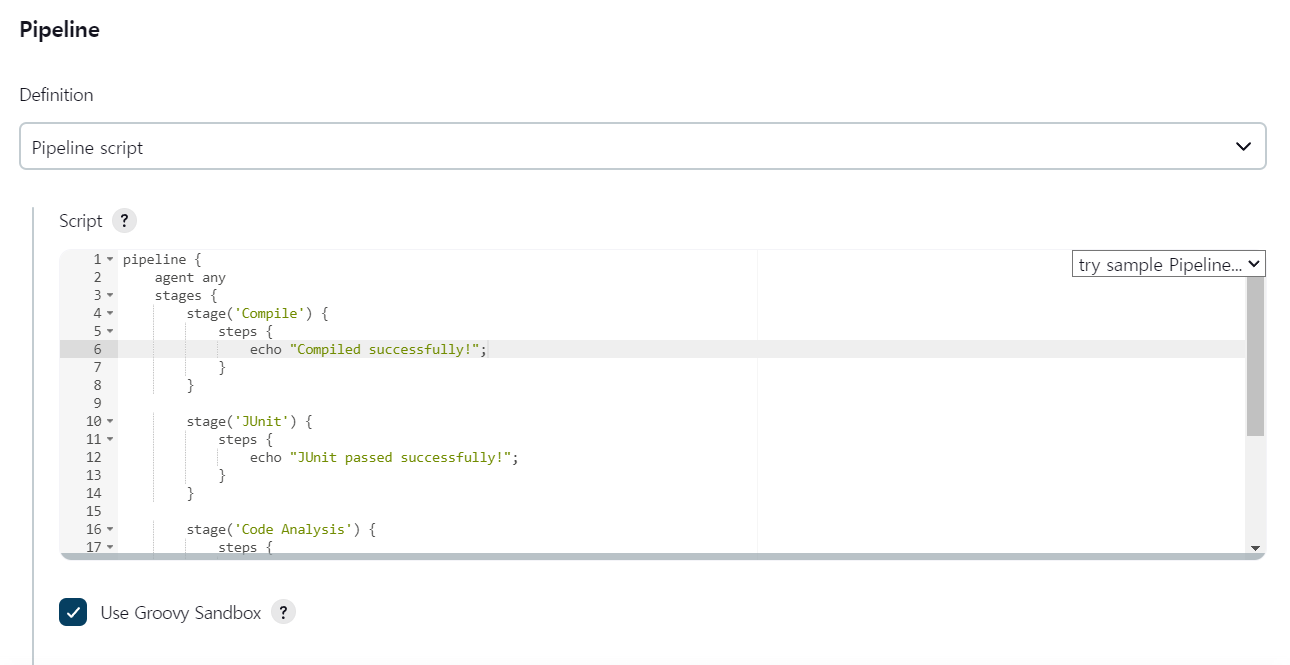 Pipeline
Definition
Pipeline script
Script ?
try sample Pipeline...
1 pipeline {
2     agent any
3     stages {
4         stage('Compile') {
5             steps {
6                 echo "Compiled successfully!";
7             }
8         }
9
10         stage('JUnit') {
11             steps {
12                 echo "JUnit passed successfully!";
13             }
14         }
15
16         stage('Code Analysis') {
17             steps {
Use Groovy Sandbox ?